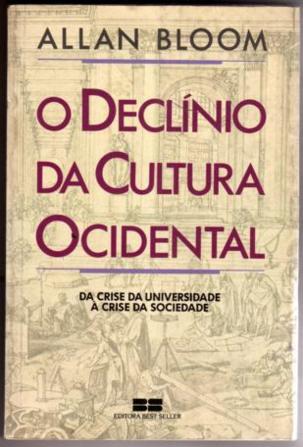 ALLAN BLOOM
O DECLÍNIO
DA CULTURA
OCIDENTAL
DA CRISE DA UNIVERSIDADE
À CRISE DA SOCIEDADE
EDITORA BEST SELLER